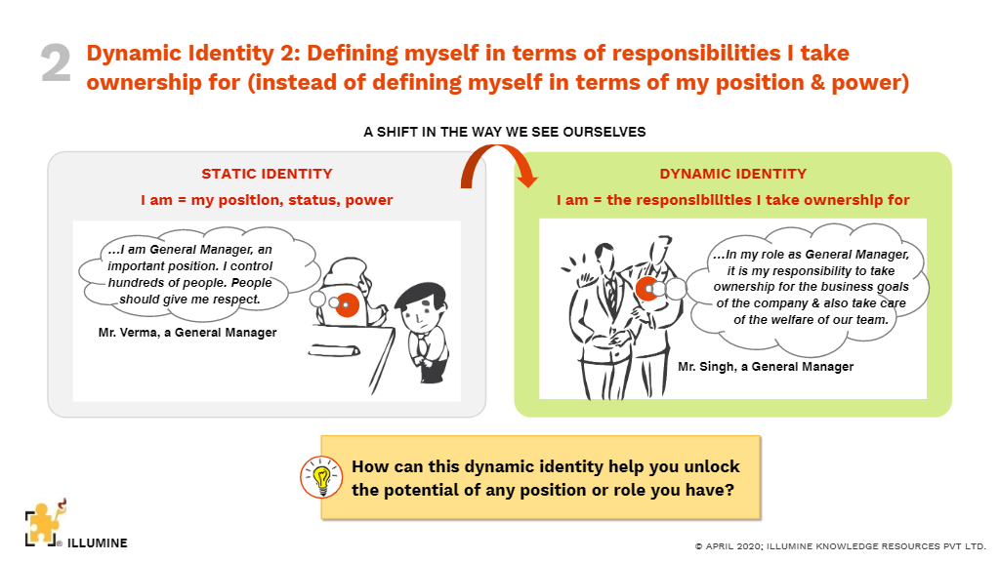 2
Dynamic Identity 2: Defining myself in terms of responsibilities I take
ownership for (instead of defining myself in terms of my position & power)
A SHIFT IN THE WAY WE SEE OURSELVES
STATIC IDENTITY
I am = my position, status, power
...I am General Manager, an
important position. I control
hundreds of people. People
should give me respect.
Mr. Verma, a General Manager
DYNAMIC IDENTITY
I am = the responsibilities I take ownership for
...In my role as General Manager,
it is my responsibility to take
ownership for the business goals
of the company & also take care
of the welfare of our team.
Mr. Singh, a General Manager
How can this dynamic identity help you unlock
the potential of any position or role you have?
® ILLUMINE
© APRIL 2020; ILLUMINE KNOWLEDGE RESOURCES PVT LTD.